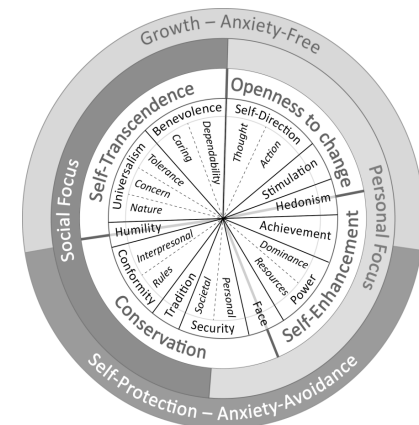 Growth – Anxiety-Free
Social Focus
Personal Focus
Self-Protection – Anxiety-Avoidance
Self-Transcendence
Openness to change
Self-Enhancement
Conservation
Benevolence
Dependability
Caring
Universalism
Tolerance
Concern
Nature
Humility
Interpresonal
Conformity
Rules
Tradition
Societal
Personal
Security
Face
Power
Resources
Dominance
Achievement
Hedonism
Stimulation
Self-Direction
Action
Thought